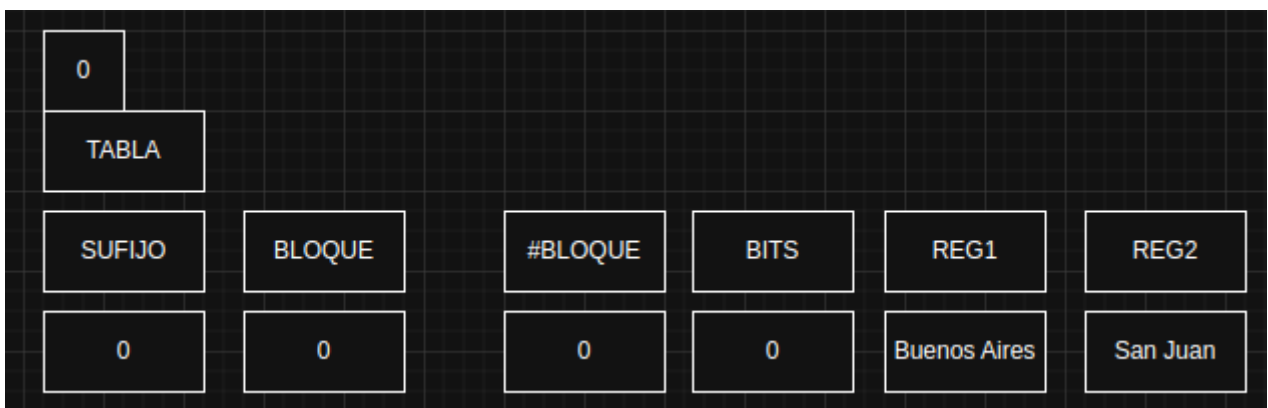 0
TABLA
SUFIJO BLOQUE #BLOQUE BITS REG1 REG2
0 0 0 0 Buenos Aires San Juan